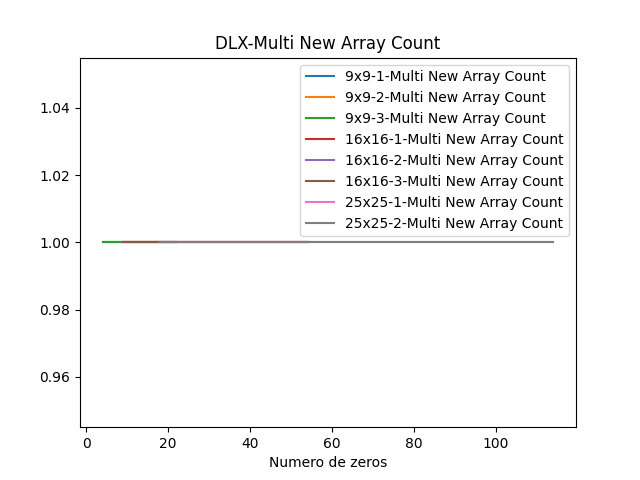 DLX-Multi New Array Count
9x9-1-Multi New Array Count
9x9-2-Multi New Array Count
9x9-3-Multi New Array Count
16x16-1-Multi New Array Count
16x16-2-Multi New Array Count
16x16-3-Multi New Array Count
25x25-1-Multi New Array Count
25x25-2-Multi New Array Count
1.04
1.02
1.00
0.98
0.96
0 20 40 60 80 100
Numero de zeros